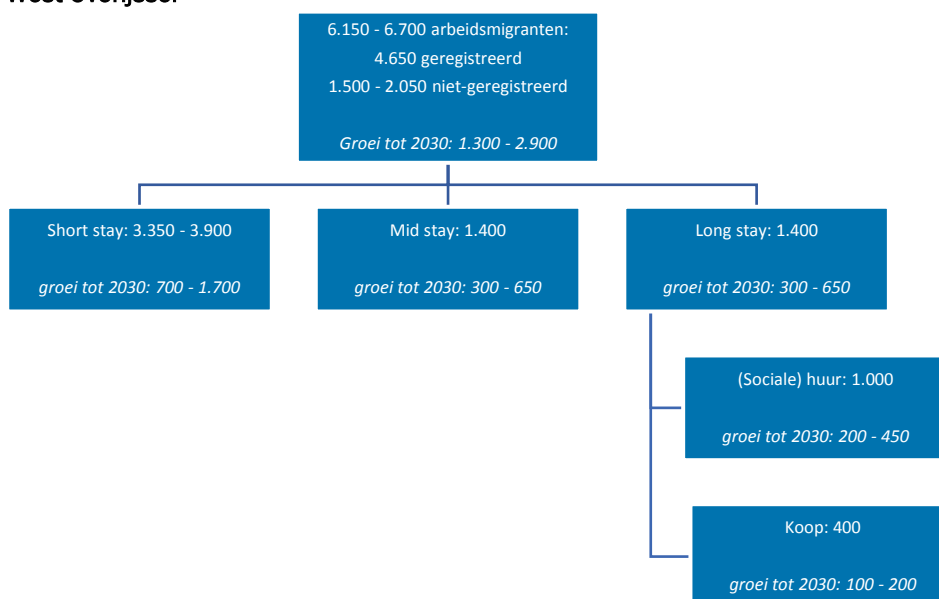 West Overijssel
6.150 - 6.700 arbeidsmigranten:
4.650 geregistreerd
1.500 - 2.050 niet-geregistreerd
Groei tot 2030: 1.300 - 2.900
Short stay: 3.350 - 3.900
groei tot 2030: 700 - 1.700
Mid stay: 1.400
groei tot 2030: 300 - 650
Long stay: 1.400
groei tot 2030: 300 - 650
(Sociale) huur: 1.000
groei tot 2030: 200 - 450
Koop: 400
groei tot 2030: 100 - 200